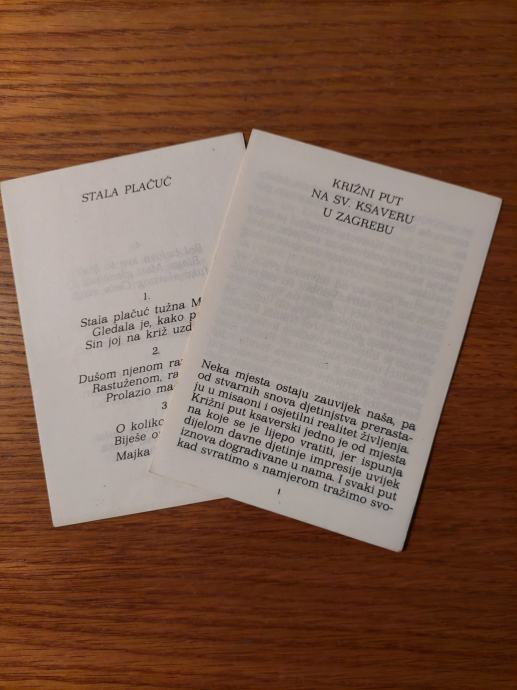 STALA PLAČUĆ
1.
Stala plačuć tužna M
Gledala je, kako p
Sin joj na križ uzd
2.
Dušom njenom ra
Rastuženom, ra
Prolazio ma
3
O koliko
Biješe o
Majka
KRIŽNI PUT
NA SV. KSAVERU
U ZAGREBU
Neka mjesta ostaju zauvijek naša, pa
od stvarnih snova djetinjstva prerasta-
ju u misaoni i osjetilni realitet življenja.
Križni put ksaverski jedno je od mjesta
na koje se je lijepo vratiti, jer ispunja
dijelom davne djetinje impresije uvijek
iznova dograđivane u nama. I svaki put
kad svratimo s namjerom tražimo svo-
1